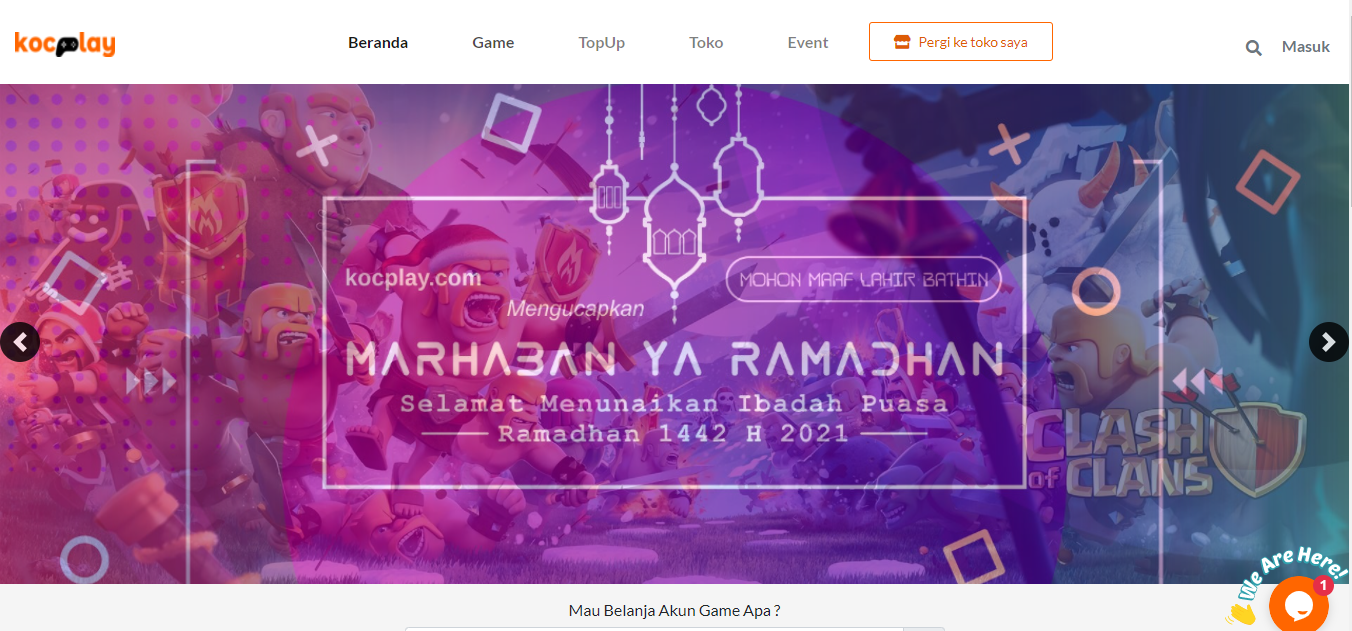 kocplay
Beranda Game TopUp Toko Event Pergi ke toko saya Masuk
kocplay.com
MOHON MAAF LAHIR BATHIN
Mengucapkan
MARHABAN YA RAMADHAN
Selamat Menunaikan Ibadah Puasa
Ramadhan 1442 H 2021
CLASH
OF CLANS
We Are Here!
1
Mau Belanja Akun Game Apa ?